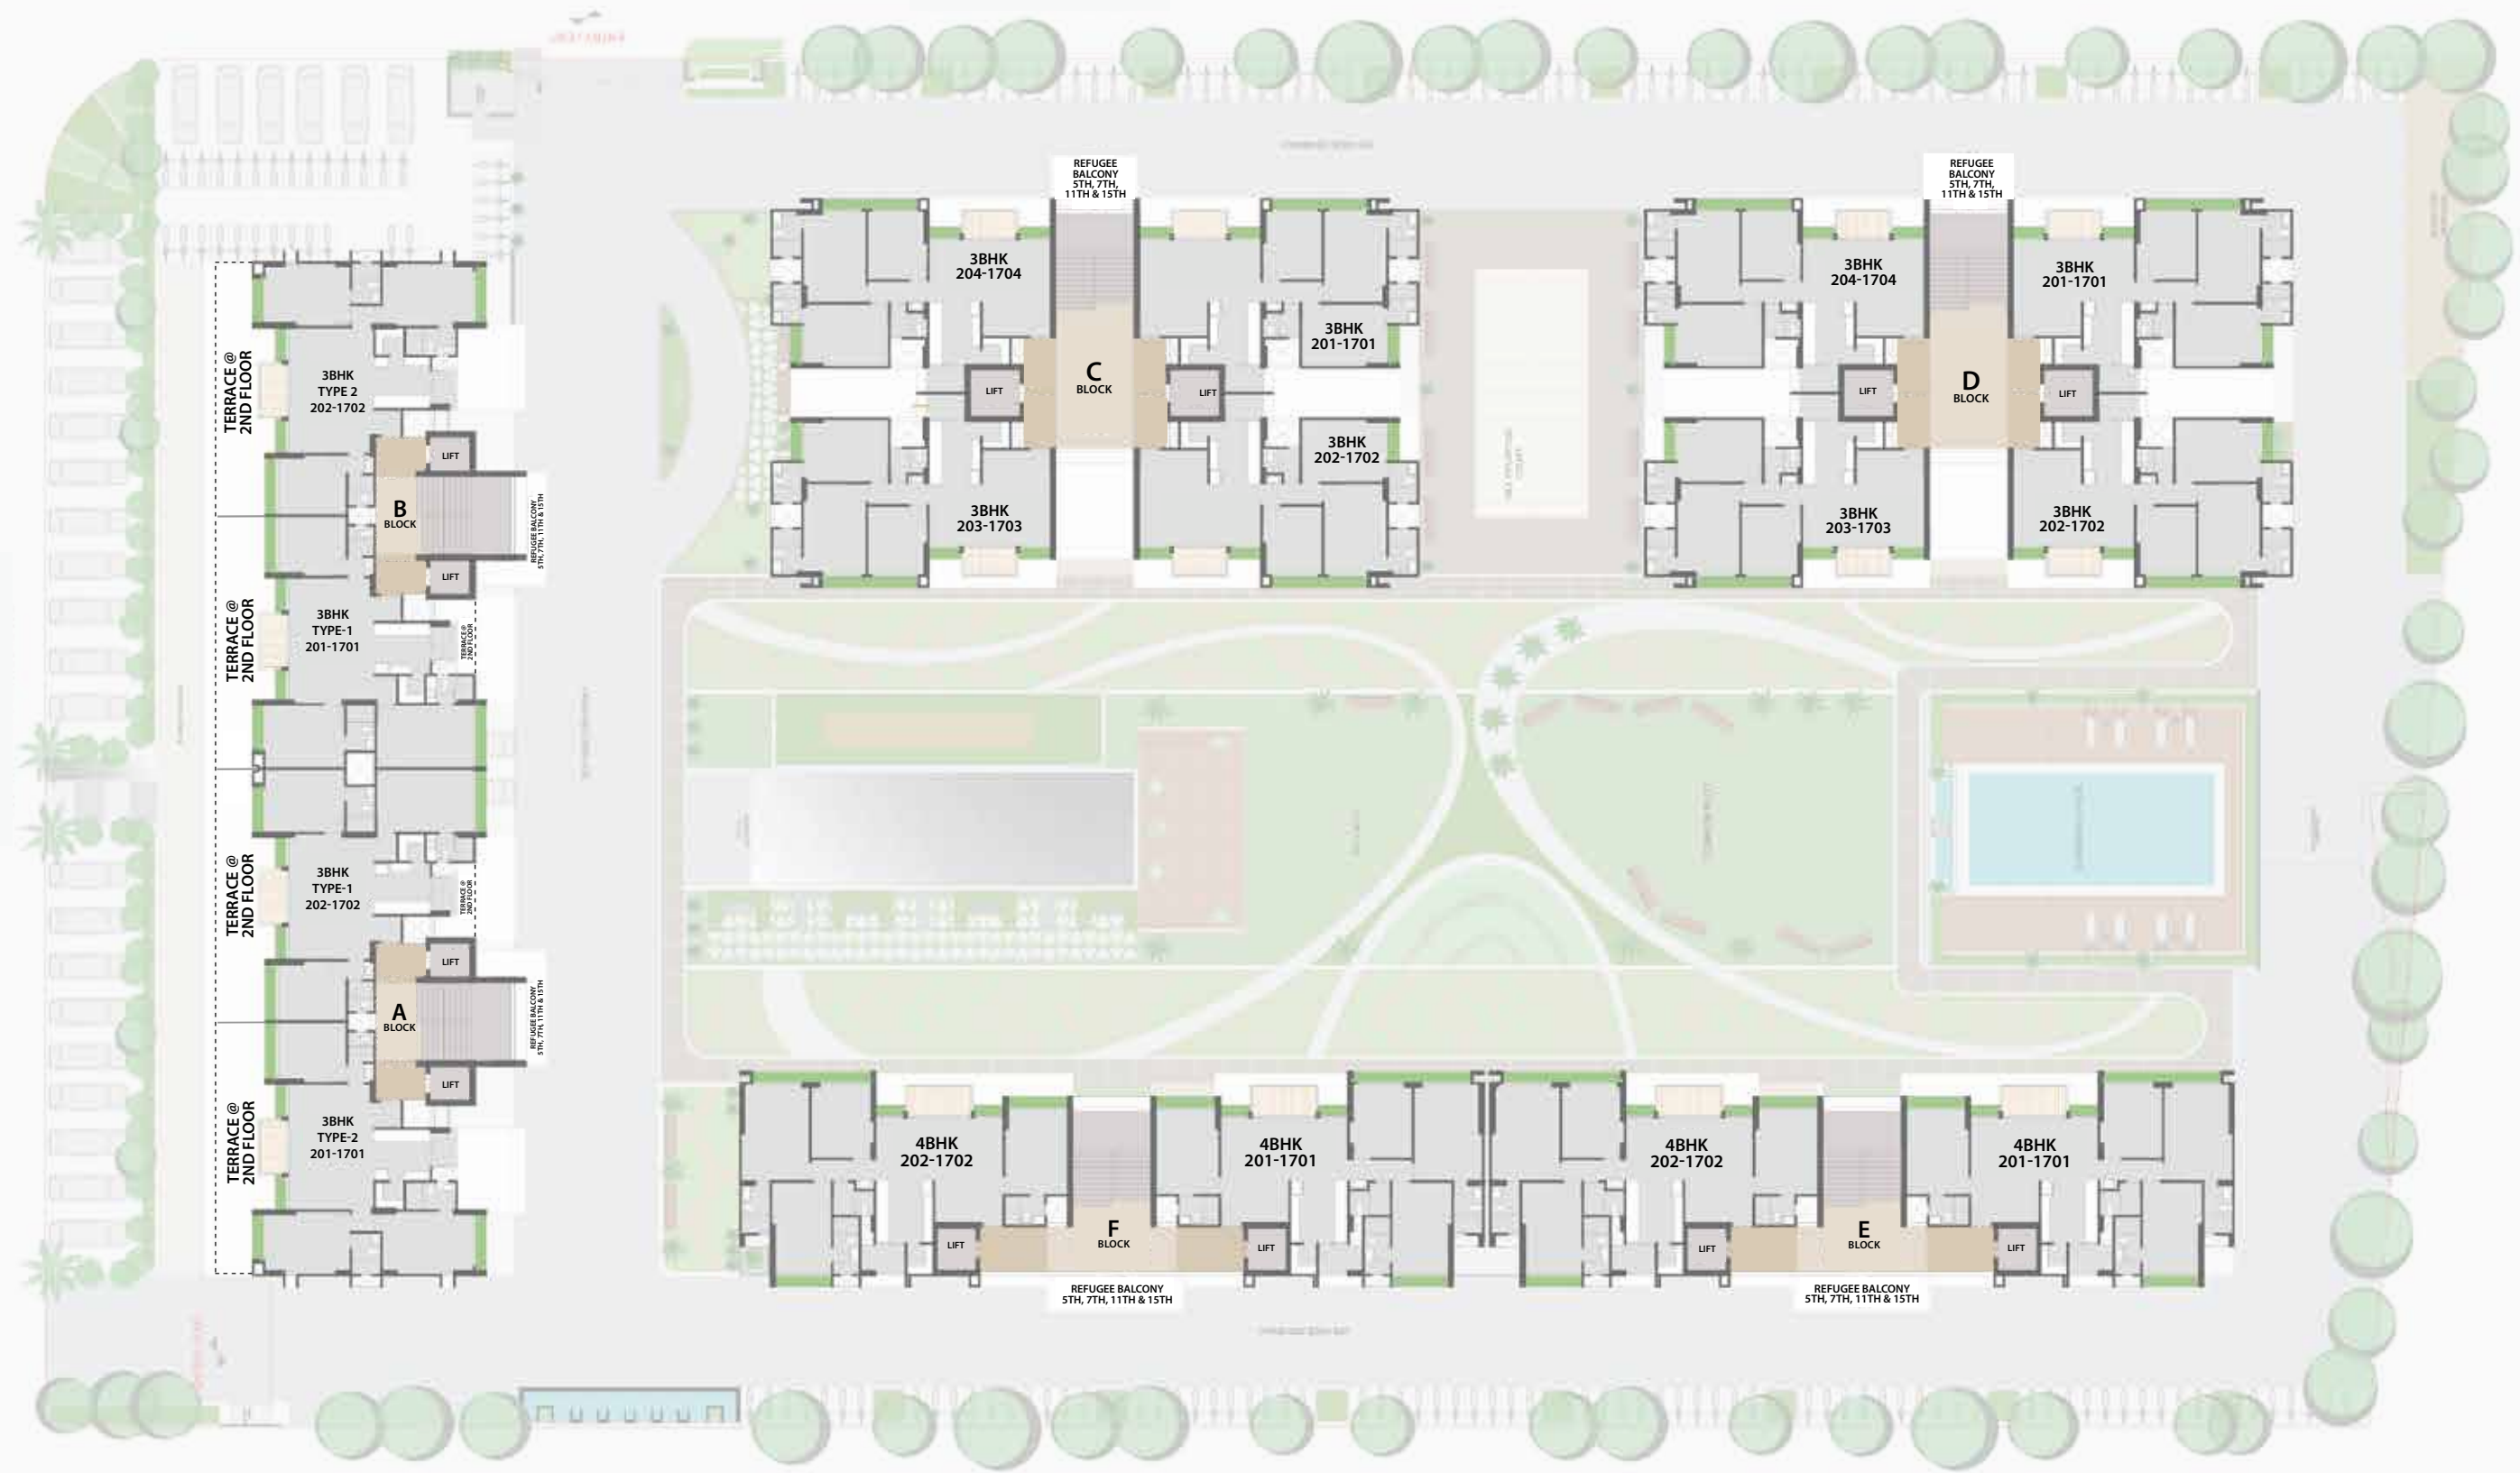 REFUGEE
BALCONY
5TH, 7TH,
11TH & 15TH
REFUGEE
BALCONY
5TH, 7TH,
11TH & 15TH
3BHK
204-1704
3BHK
201-1701
C
BLOCK
LIFT
LIFT
3BHK
202-1702
3BHK
203-1703
3BHK
204-1704
3BHK
201-1701
D
BLOCK
LIFT
LIFT
3BHK
203-1703
3BHK
202-1702
TERRACE @
2ND FLOOR
3BHK
TYPE 2
202-1702
LIFT
B
BLOCK
REFUGEE BALCONY
5TH, 7TH, 11TH & 15TH
LIFT
TERRACE @
2ND FLOOR
3BHK
TYPE-1
201-1701
TERRACE @
2ND FLOOR
TERRACE @
2ND FLOOR
3BHK
TYPE-1
202-1702
TERRACE @
2ND FLOOR
LIFT
A
BLOCK
REFUGEE BALCONY
5TH, 7TH, 11TH & 15TH
LIFT
TERRACE @
2ND FLOOR
3BHK
TYPE-2
201-1701
4BHK
202-1702
4BHK
201-1701
LIFT
F
BLOCK
LIFT
REFUGEE BALCONY
5TH, 7TH, 11TH & 15TH
4BHK
202-1702
4BHK
201-1701
LIFT
E
BLOCK
LIFT
REFUGEE BALCONY
5TH, 7TH, 11TH & 15TH